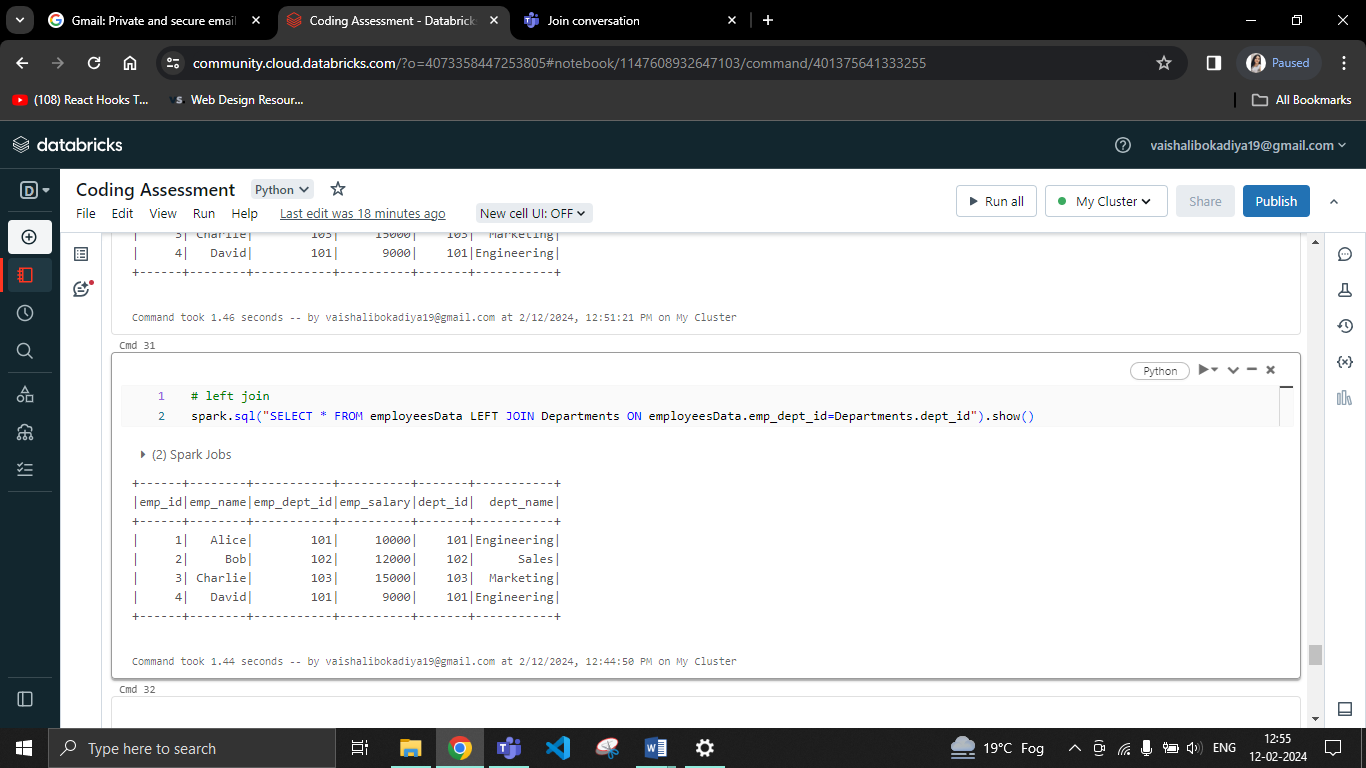 Gmail: Private and secure email
Coding Assessment - Databrick
Join conversation
community.cloud.databricks.com/?o=4073358447253805#notebook/1147608932647103/command/401375641333255
Paused
(108) React Hooks T...
VS
Web Design Resour...
All Bookmarks
databricks
vaishalibokadiya19@gmail.com
D
Coding Assessment
Python
File
Edit
View
Run
Help
Last edit was 18 minutes ago
New cell UI: OFF
Run all
My Cluster
Share
Publish
| 3| Charlie| 103| 15000| 103| Marketing|
| 4| David| 101| 9000| 101|Engineering|
+------+--------+-----------+----------+-------+-----------+
Command took 1.46 seconds -- by vaishalibokadiya19@gmail.com at 2/12/2024, 12:51:21 PM on My Cluster
Cmd 31
Python
1 # left join
2 spark.sql("SELECT * FROM employeesData LEFT JOIN Departments ON employeesData.emp_dept_id=Departments.dept_id").show()
(2) Spark Jobs
+------+--------+-----------+----------+-------+-----------+
|emp_id|emp_name|emp_dept_id|emp_salary|dept_id| dept_name|
+------+--------+-----------+----------+-------+-----------+
| 1| Alice| 101| 10000| 101|Engineering|
| 2| Bob| 102| 12000| 102| Sales|
| 3| Charlie| 103| 15000| 103| Marketing|
| 4| David| 101| 9000| 101|Engineering|
+------+--------+-----------+----------+-------+-----------+
Command took 1.44 seconds -- by vaishalibokadiya19@gmail.com at 2/12/2024, 12:44:50 PM on My Cluster
Cmd 32
Type here to search
19°C Fog
ENG
12:55
12-02-2024